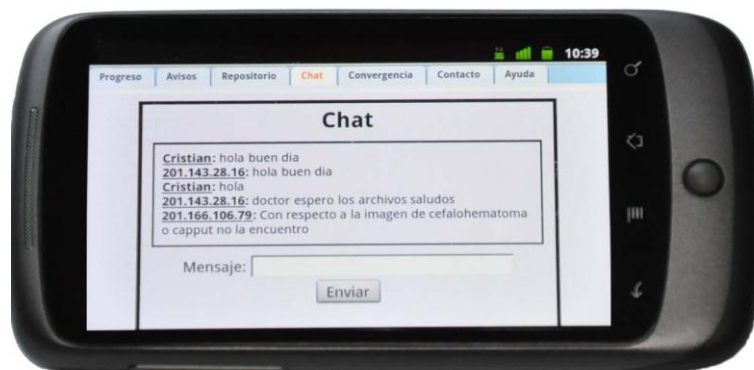 10:39
Progreso Avisos Repositorio Chat Convergencia Contacto Ayuda
Chat
Cristian: hola buen dia
201.143.28.16: hola buen dia
Cristian: hola
201.143.28.16: doctor espero los archivos saludos
201.166.106.79: Con respecto a la imagen de cefalohematoma
o capput no la encuentro
Mensaje:
Enviar